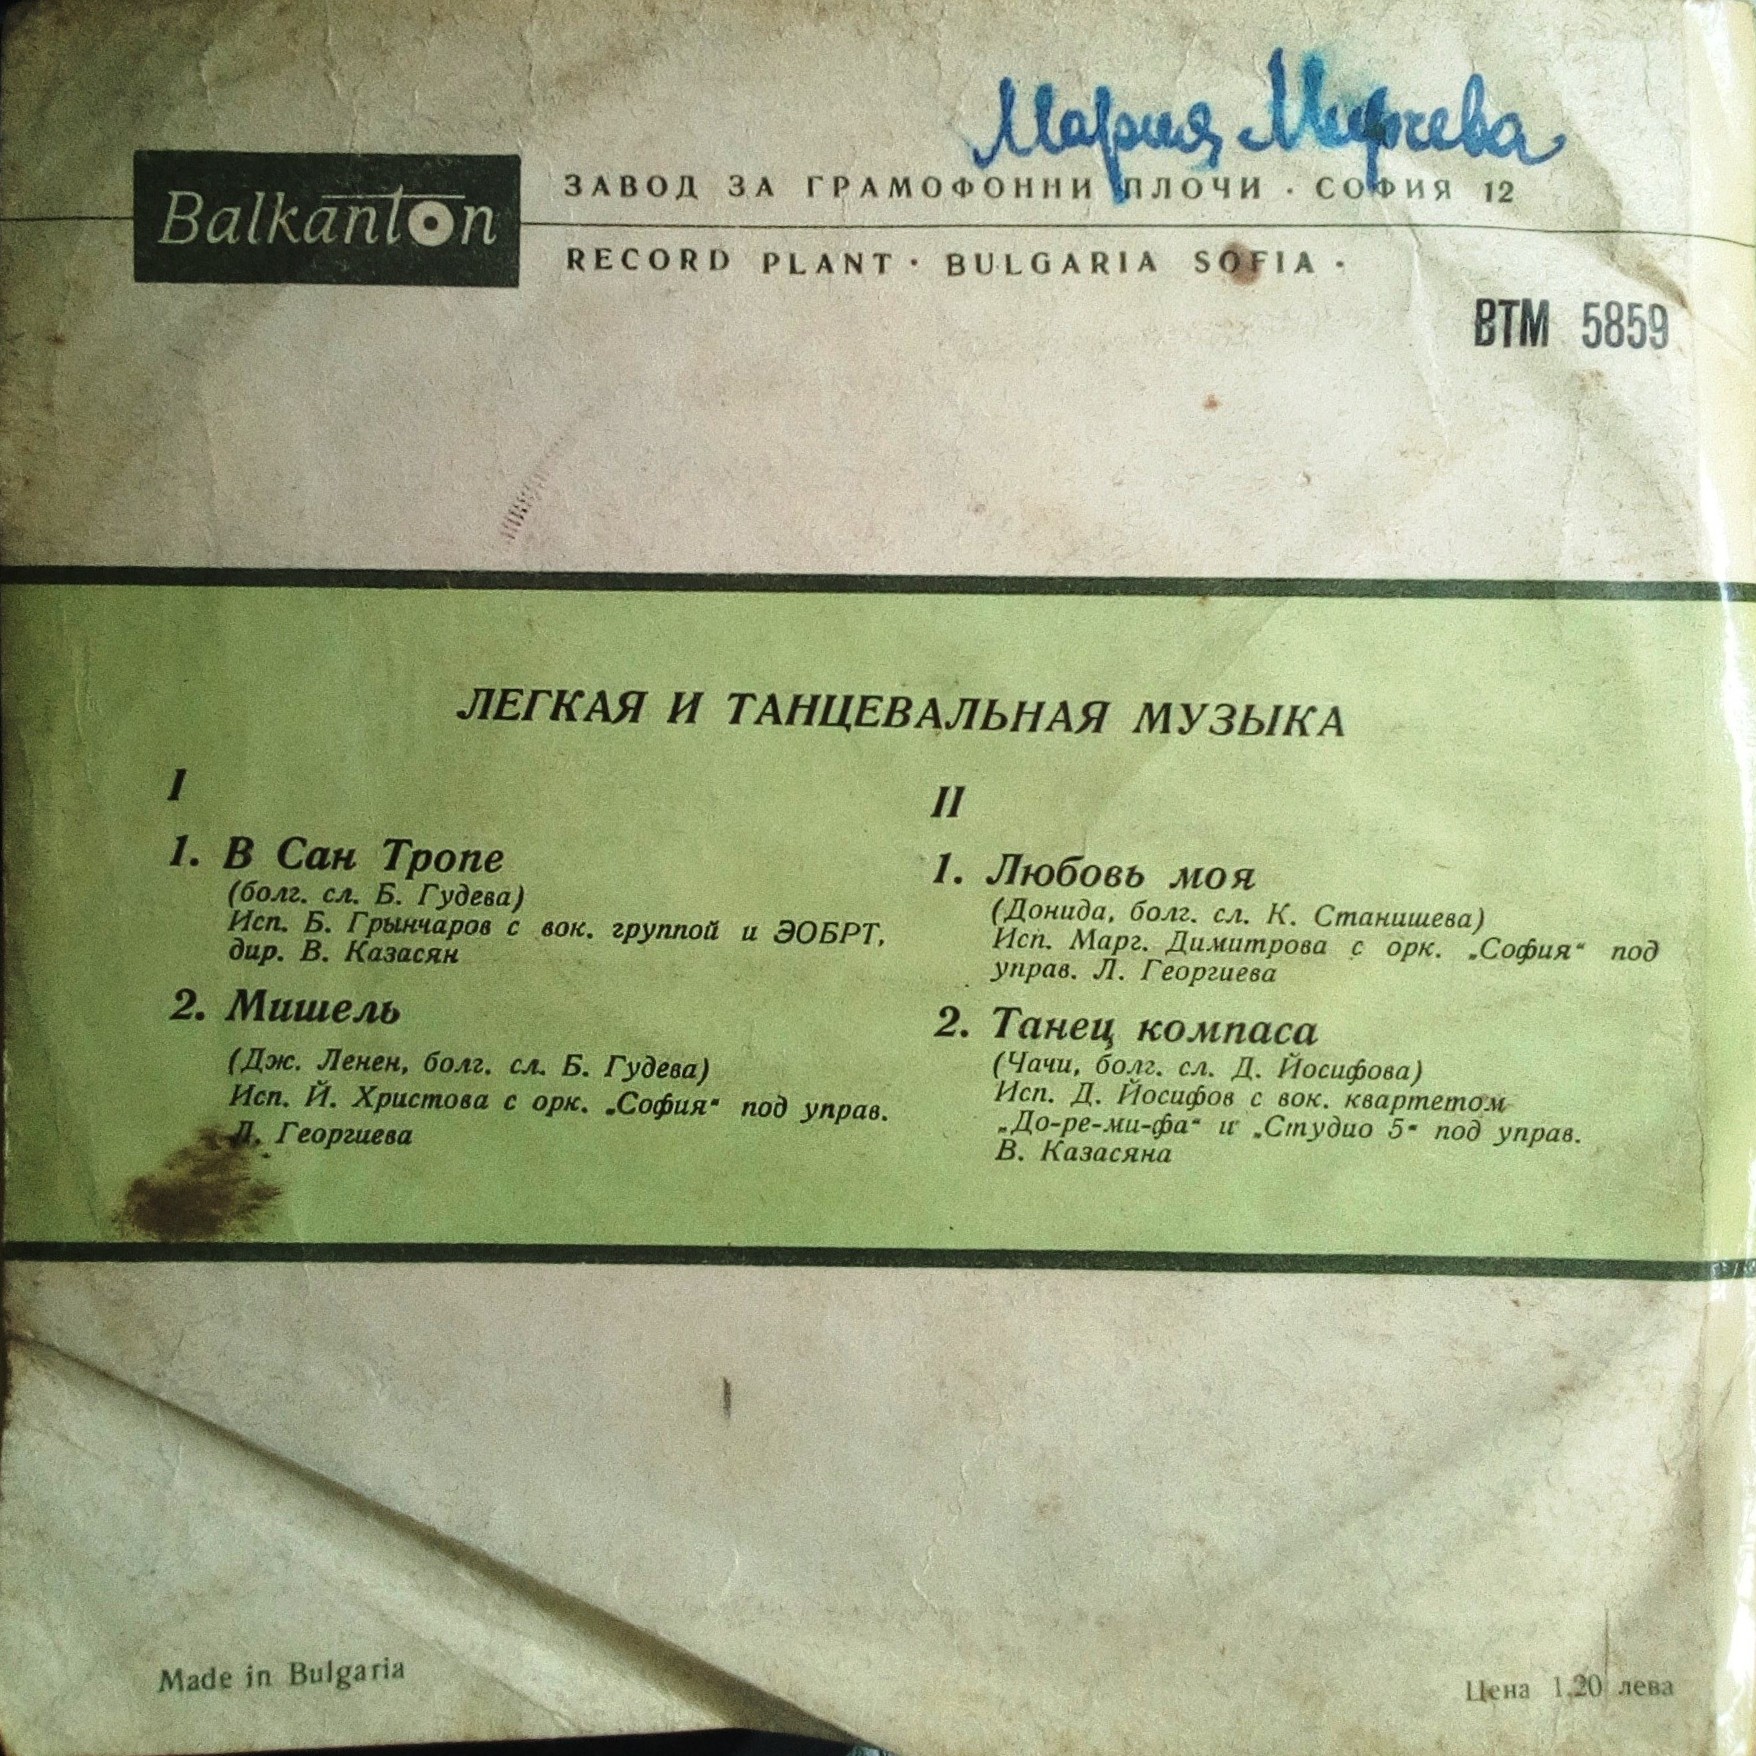 Мария Мирчева
Balkanton
ЗАВОД ЗА ГРАМОФОННИ ПЛОЧИ · СОФИЯ 12
RECORD PLANT · BULGARIA SOFIA ·
ВТМ 5859
ЛЕГКАЯ И ТАНЦЕВАЛЬНАЯ МУЗЫКА
I
1. В Сан Тропе
(болг. сл. Б. Гудева)
Исп. Б. Грынчаров с вок. группой и ЭОБРТ,
дир. В. Казасян
2. Мишель
(Дж. Ленен, болг. сл. Б. Гудева)
Исп. Й. Христова с орк. „София“ под управ.
Л. Георгиева
II
1. Любовь моя
(Донида, болг. сл. К. Станишева)
Исп. Марг. Димитрова с орк. „София“ под
управ. Л. Георгиева
2. Танец компаса
(Чачи, болг. сл. Д. Йосифова)
Исп. Д. Йосифов с вок. квартетом
„До-ре-ми-фа“ и „Студио 5“ под управ.
В. Казасяна
Made in Bulgaria
Цена 1,20 лева